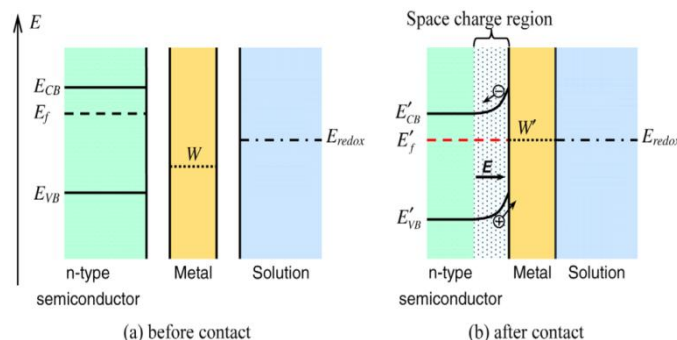 E
Space charge region
E_CB
E_f
E_VB
W
E_redox
n-type
semiconductor
Metal
Solution
(a) before contact
E'_CB
E'_f
E'_VB
W'
E
E_redox
−
+
n-type
semiconductor
Metal
Solution
(b) after contact